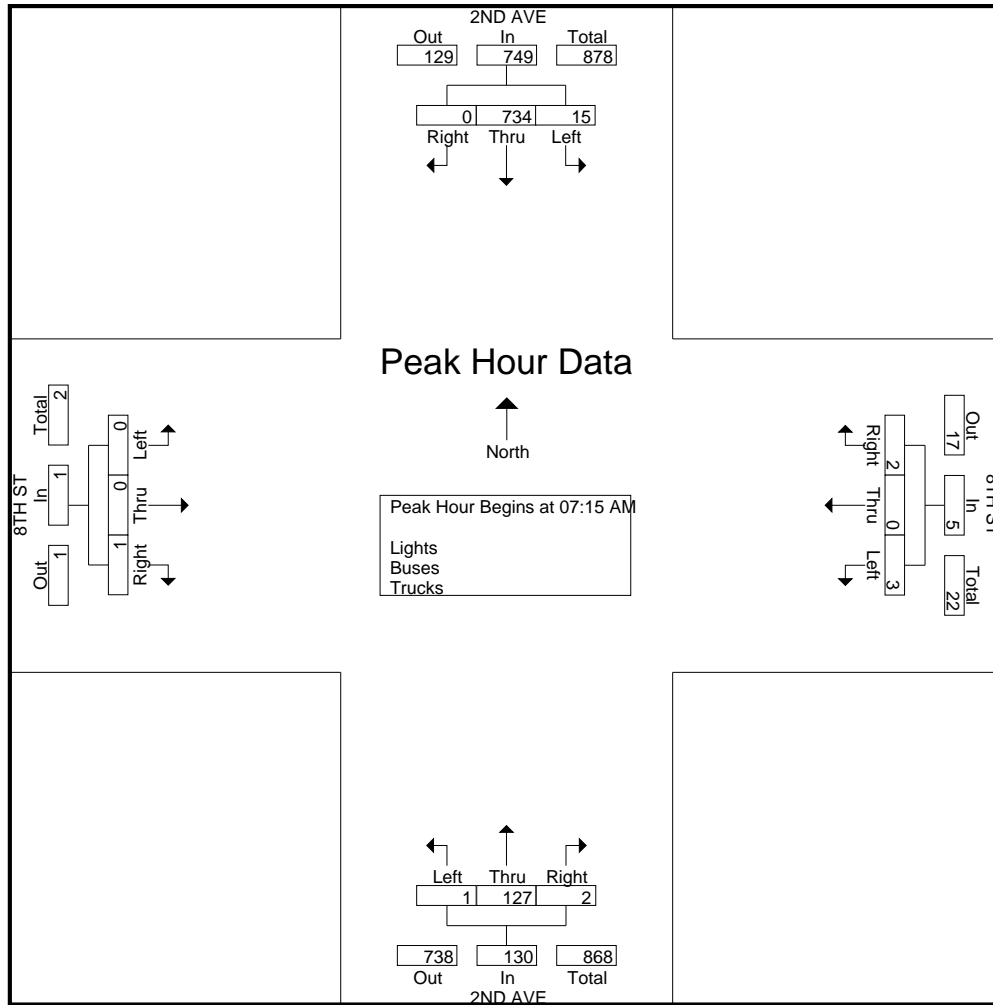 2ND AVE
Out In Total
129 749 878
0 734 15
Right Thru Left
Peak Hour Data
North
Peak Hour Begins at 07:15 AM
Lights
Buses
Trucks
8TH ST
Total In Out
2 1 1
0 0 1
Left Thru Right
Right Thru Left
2 0 3
17 5 22
Out In Total
8TH ST
Left Thru Right
1 127 2
738 130 868
Out In Total
2ND AVE